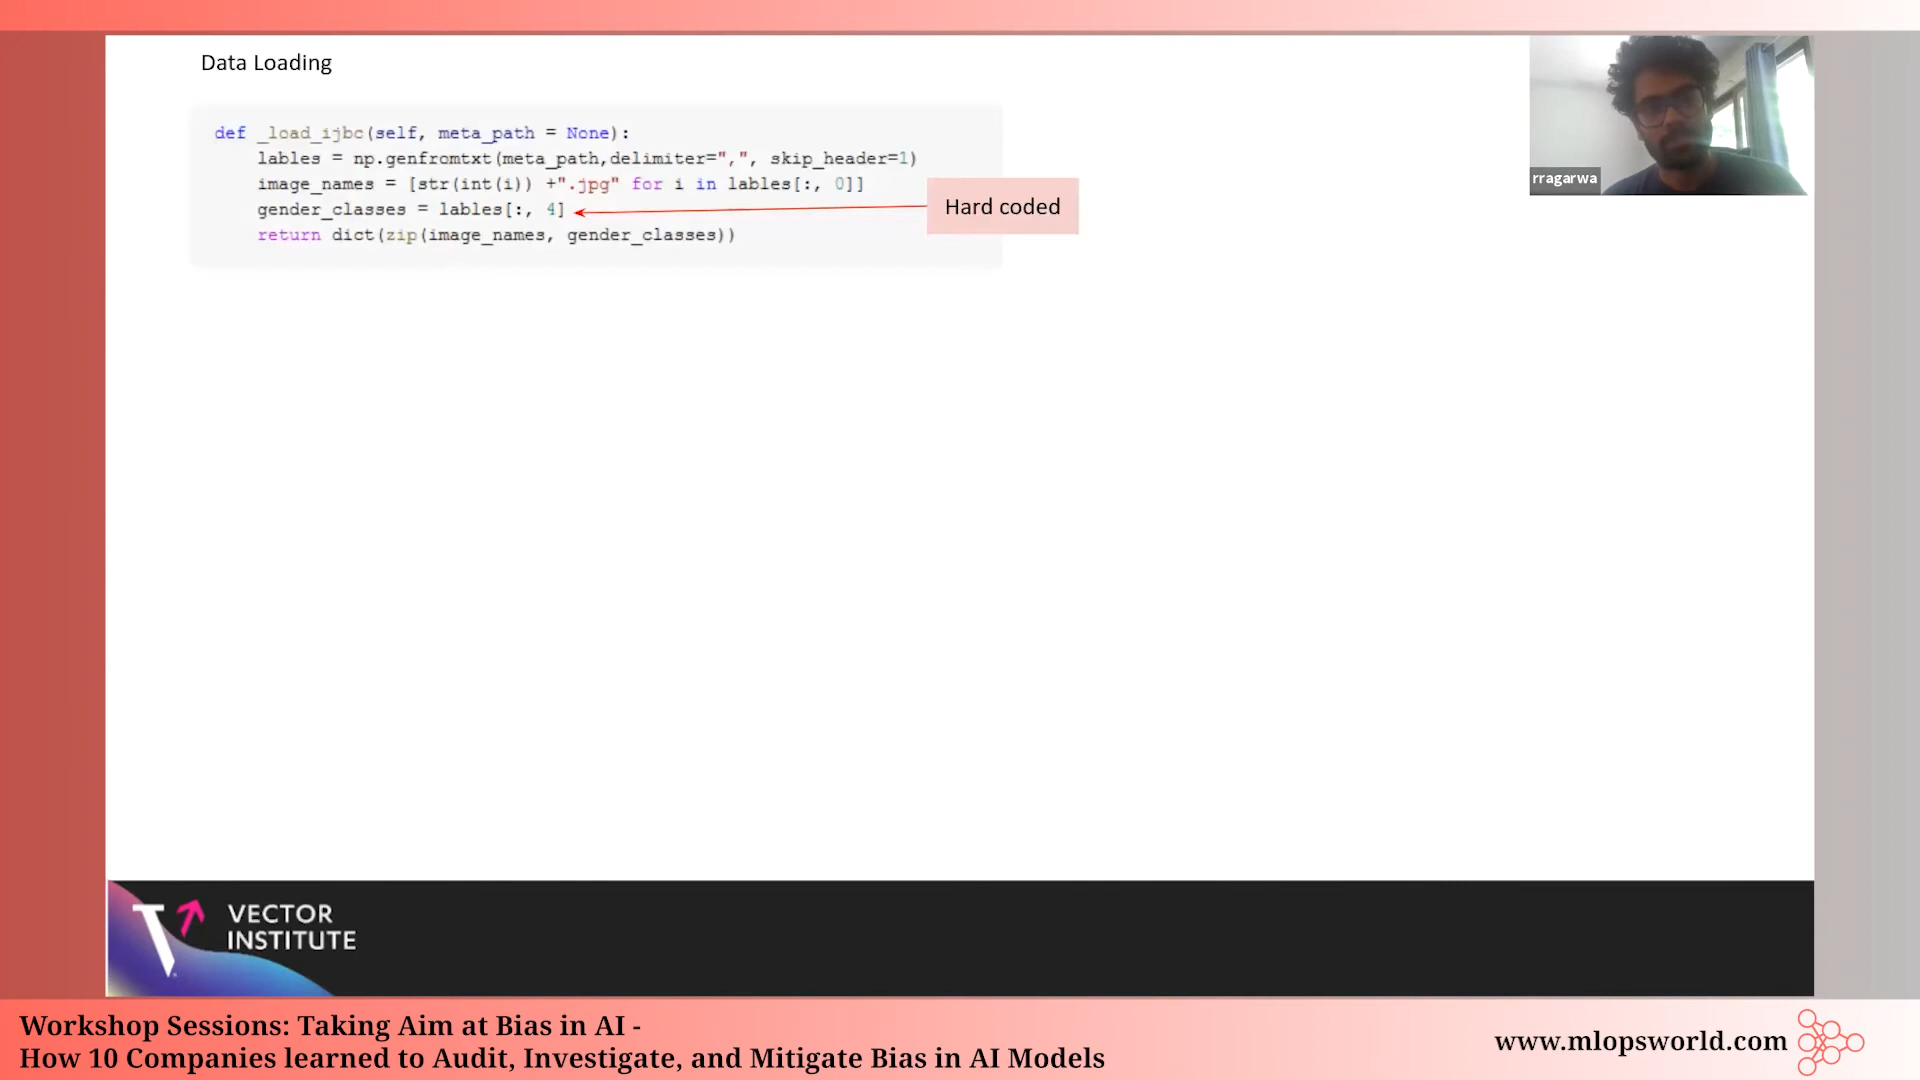 Data Loading
def _load_ijbc(self, meta_path = None):
lables = np.genfromtxt(meta_path,delimiter=",", skip_header=1)
image_names = [str(int(i)) +".jpg" for i in lables[:, 0]]
gender_classes = lables[:, 4]
return dict(zip(image_names, gender_classes))
Hard coded
rragarwa
VECTOR
INSTITUTE
Workshop Sessions: Taking Aim at Bias in AI -
How 10 Companies learned to Audit, Investigate, and Mitigate Bias in AI Models
www.mlopsworld.com